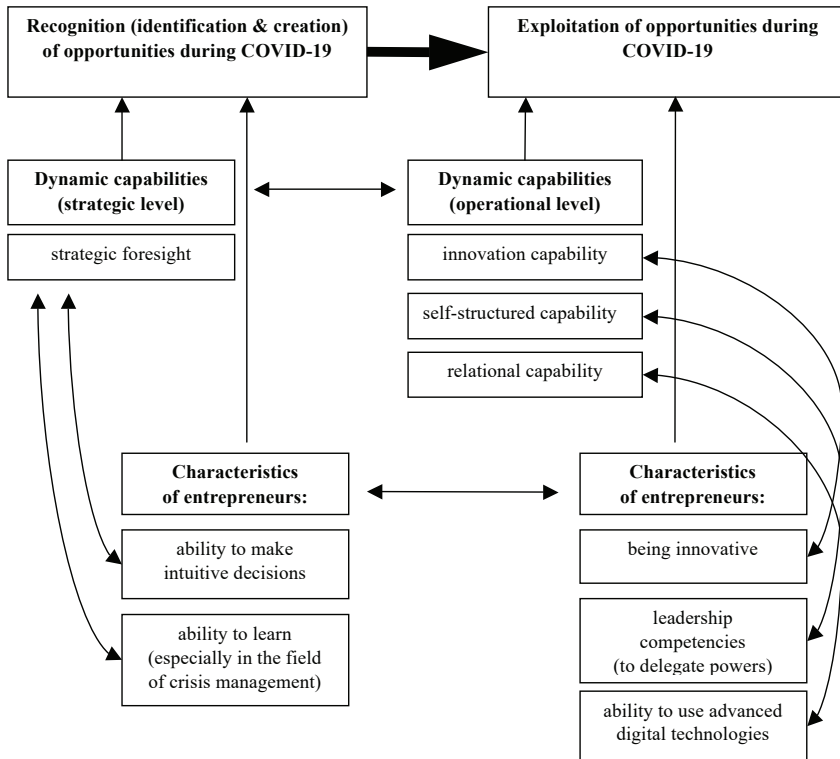 Recognition (identification & creation)
of opportunities during COVID-19
Exploitation of opportunities during
COVID-19
Dynamic capabilities
(strategic level)
strategic foresight
Dynamic capabilities
(operational level)
innovation capability
self-structured capability
relational capability
Characteristics
of entrepreneurs:
ability to make
intuitive decisions
ability to learn
(especially in the field
of crisis management)
Characteristics
of entrepreneurs:
being innovative
leadership
competencies
(to delegate powers)
ability to use advanced
digital technologies